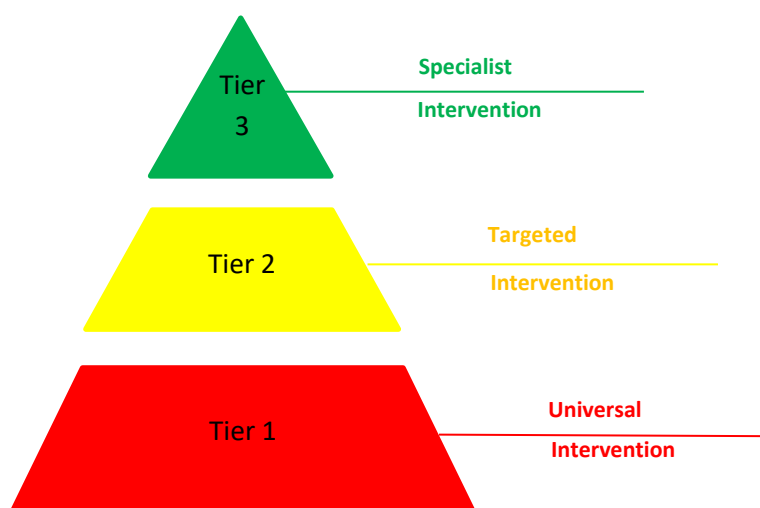 Tier
3
Specialist
Intervention
Tier 2
Targeted
Intervention
Tier 1
Universal
Intervention